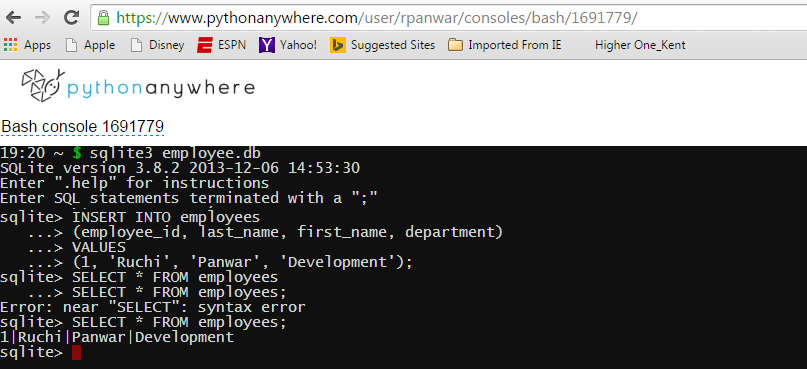 https://www.pythonanywhere.com/user/rpanwar/consoles/bash/1691779/
Apps Apple Disney ESPN Yahoo! Suggested Sites Imported From IE Higher One_Kent
pythonanywhere
Bash console 1691779
19:20 ~ $ sqlite3 employee.db
SQLite version 3.8.2 2013-12-06 14:53:30
Enter ".help" for instructions
Enter SQL statements terminated with a ";"
sqlite> INSERT INTO employees
   ...> (employee_id, last_name, first_name, department)
   ...> VALUES
   ...> (1, 'Ruchi', 'Panwar', 'Development');
sqlite> SELECT * FROM employees
   ...> SELECT * FROM employees;
Error: near "SELECT": syntax error
sqlite> SELECT * FROM employees;
1|Ruchi|Panwar|Development
sqlite>